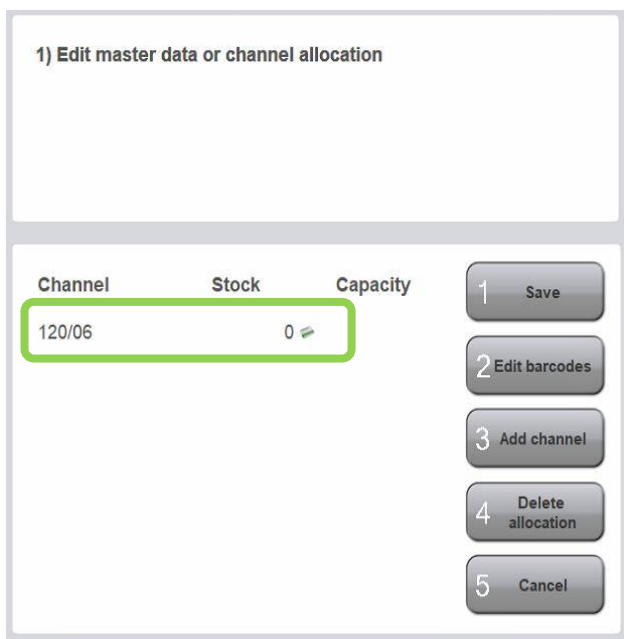 1) Edit master data or channel allocation
Channel Stock Capacity
120/06 0
1 Save
2 Edit barcodes
3 Add channel
4 Delete
allocation
5 Cancel